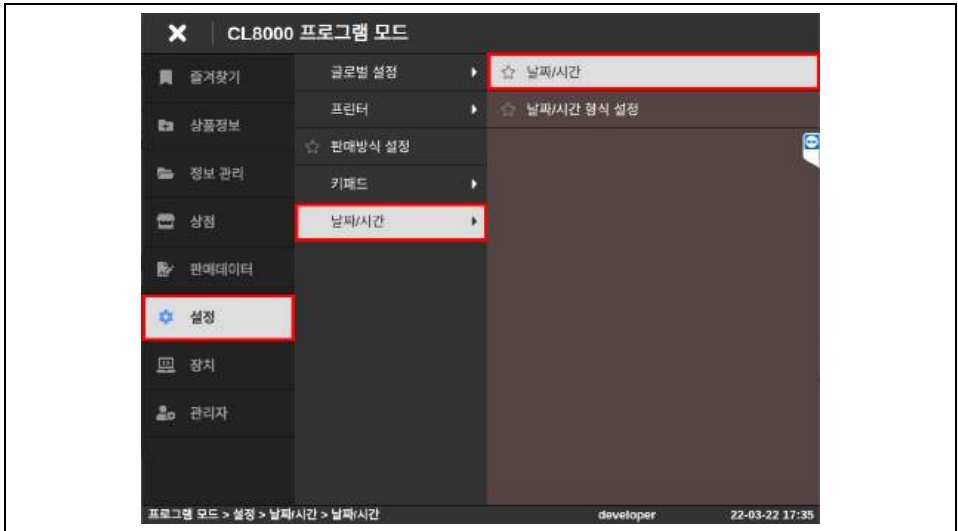 CL8000 프로그램 모드
즐겨찾기
상품정보
정보 관리
상점
판매데이터
설정
장치
관리자
글로벌 설정
프린터
판매방식 설정
키패드
날짜/시간
날짜/시간
날짜/시간 형식 설정
프로그램 모드 > 설정 > 날짜/시간 > 날짜/시간
developer
22-03-22 17:35